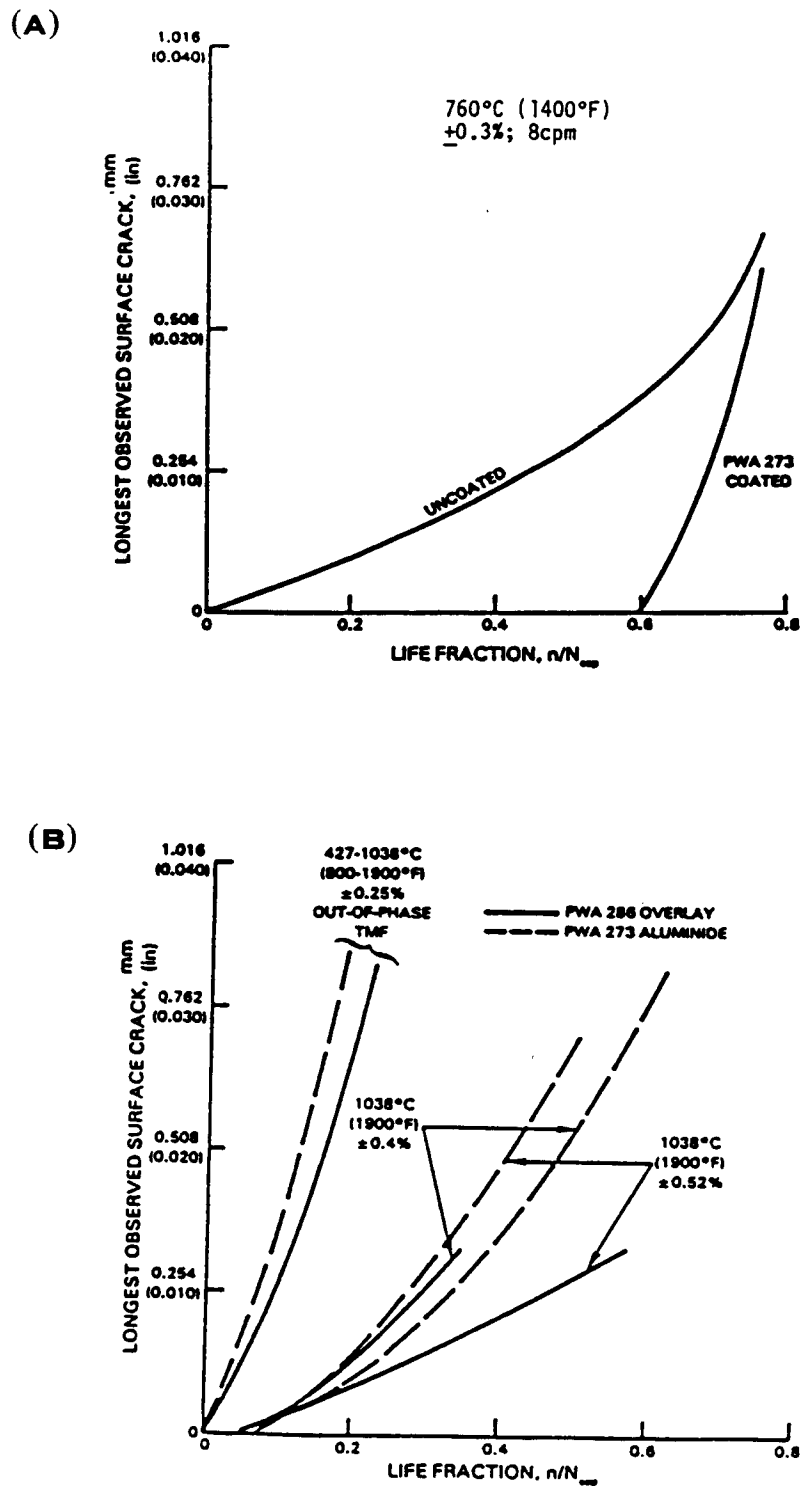 (A)
1.016
(0.040)
760°C (1400°F)
±0.3%; 8cpm
0.762
(0.030)
LONGEST OBSERVED SURFACE CRACK, mm (in)
0.508
(0.020)
0.254
(0.010)
UNCOATED
PWA 273
COATED
0
0 0.2 0.4 0.6 0.8
LIFE FRACTION, n/Nexp
(B)
1.016
(0.040)
427-1038°C
(800-1900°F)
±0.25%
OUT-OF-PHASE
TMF
PWA 286 OVERLAY
PWA 273 ALUMINIDE
0.762
(0.030)
LONGEST OBSERVED SURFACE CRACK, mm (in)
1038°C
(1900°F)
±0.4%
0.508
(0.020)
1038°C
(1900°F)
±0.52%
0.254
(0.010)
0
0 0.2 0.4 0.6 0.8
LIFE FRACTION, n/Nexp